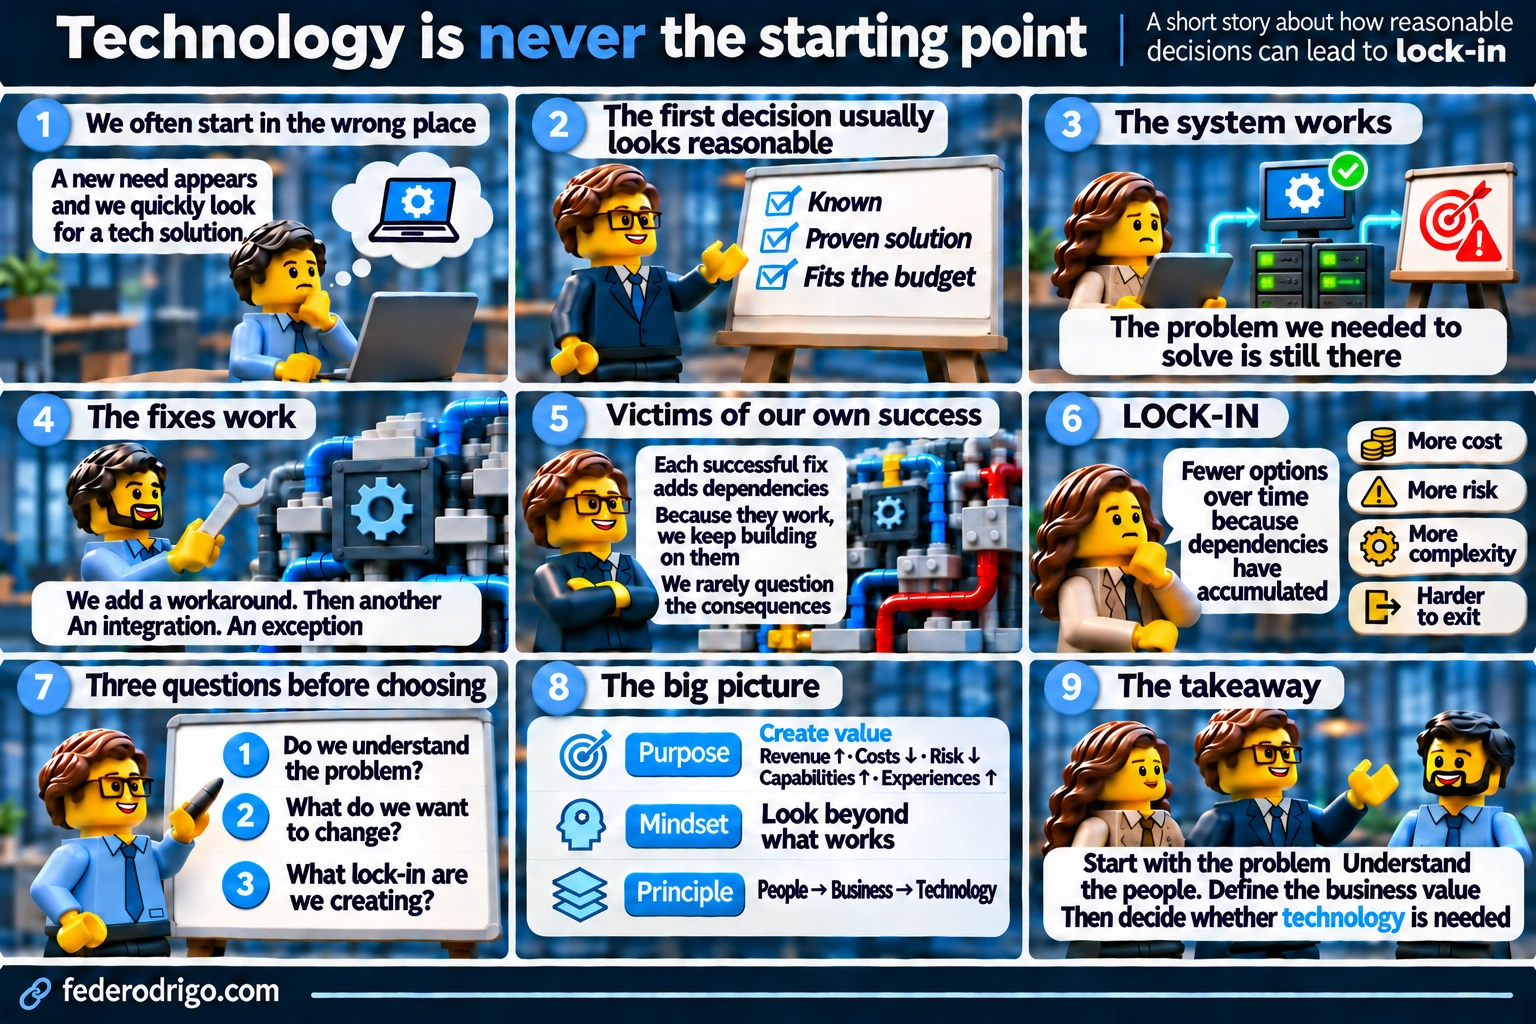 Technology is never the starting point
A short story about how reasonable
decisions can lead to lock-in
1
We often start in the wrong place
A new need appears
and we quickly look
for a tech solution.
2
The first decision usually
looks reasonable
Known
Proven solution
Fits the budget
3
The system works
The problem we needed to
solve is still there
4
The fixes work
We add a workaround. Then another
An integration. An exception
5
Victims of our own success
Each successful fix
adds dependencies
Because they work,
we keep building
on them
We rarely question
the consequences
6
LOCK-IN
Fewer options
over time
because
dependencies
have
accumulated
More cost
More risk
More
complexity
Harder
to exit
7
Three questions before choosing
1
Do we understand
the problem?
2
What do we want
to change?
3
What lock-in are
we creating?
8
The big picture
Purpose
Create value
Revenue ↑ · Costs ↓ · Risk ↓
Capabilities ↑ · Experiences ↑
Mindset
Look beyond
what works
Principle
People → Business → Technology
9
The takeaway
Start with the problem Understand
the people. Define the business value
Then decide whether technology is needed
federodrigo.com